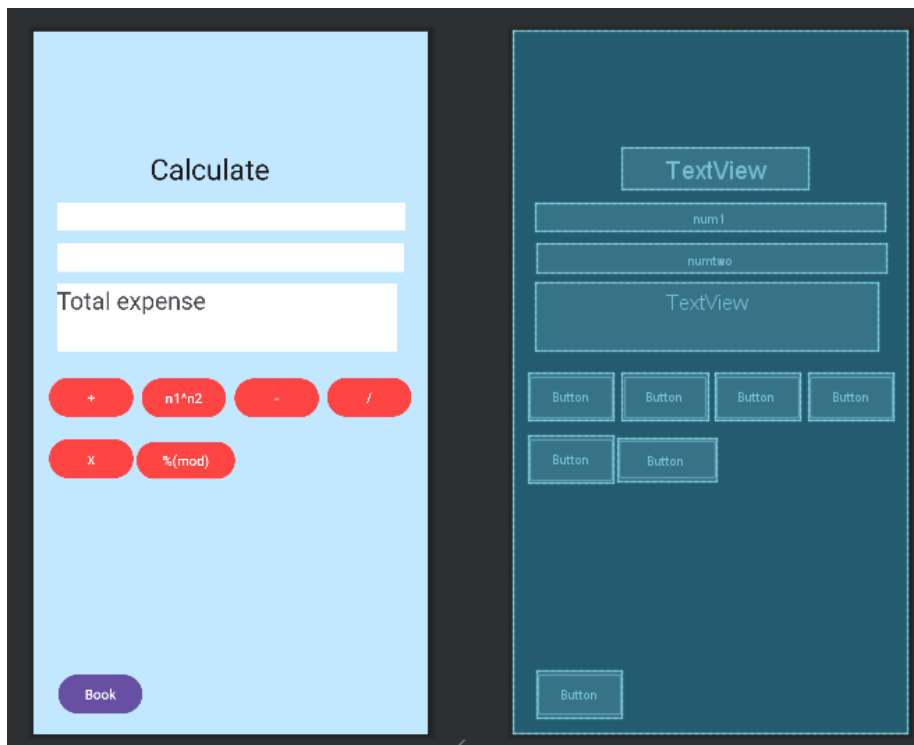 Calculate
Total expense
+ n1^n2 - /
X %(mod)
Book
TextView
num1
numtwo
TextView
Button Button Button Button
Button Button
Button